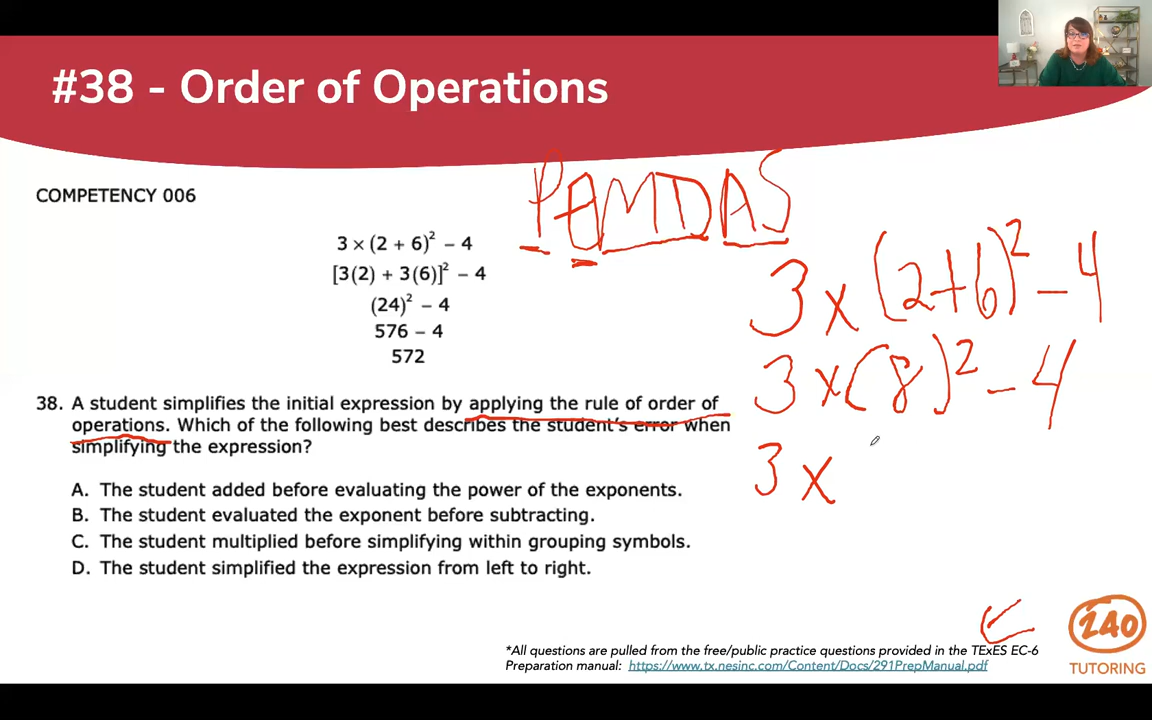 #38 - Order of Operations
COMPETENCY 006
PEMDAS
3 × (2 + 6)² – 4
[3(2) + 3(6)]² – 4
(24)² – 4
576 – 4
572
3 x (2+6)² - 4
3 x (8)² - 4
3 x
38. A student simplifies the initial expression by applying the rule of order of
operations. Which of the following best describes the student's error when
simplifying the expression?
A. The student added before evaluating the power of the exponents.
B. The student evaluated the exponent before subtracting.
C. The student multiplied before simplifying within grouping symbols.
D. The student simplified the expression from left to right.
240
TUTORING
*All questions are pulled from the free/public practice questions provided in the TExES EC-6
Preparation manual: https://www.tx.nesinc.com/Content/Docs/291PrepManual.pdf